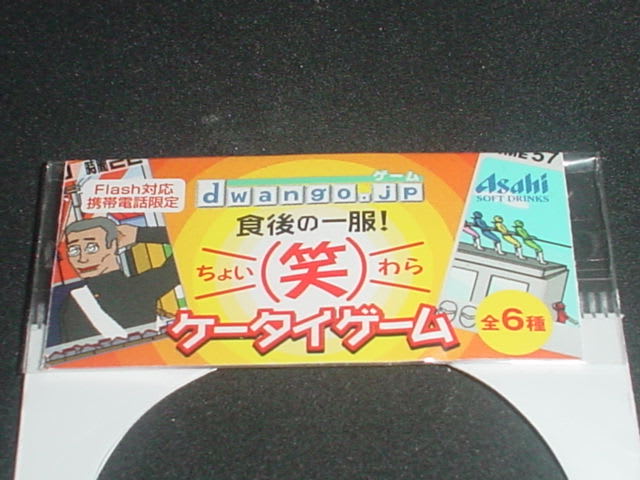 Flash対応
携帯電話限定
ゲーム
dwango.jp
食後の一服!
ちょい(笑)わら
ケータイゲーム
Asahi
SOFT DRINKS
全6種